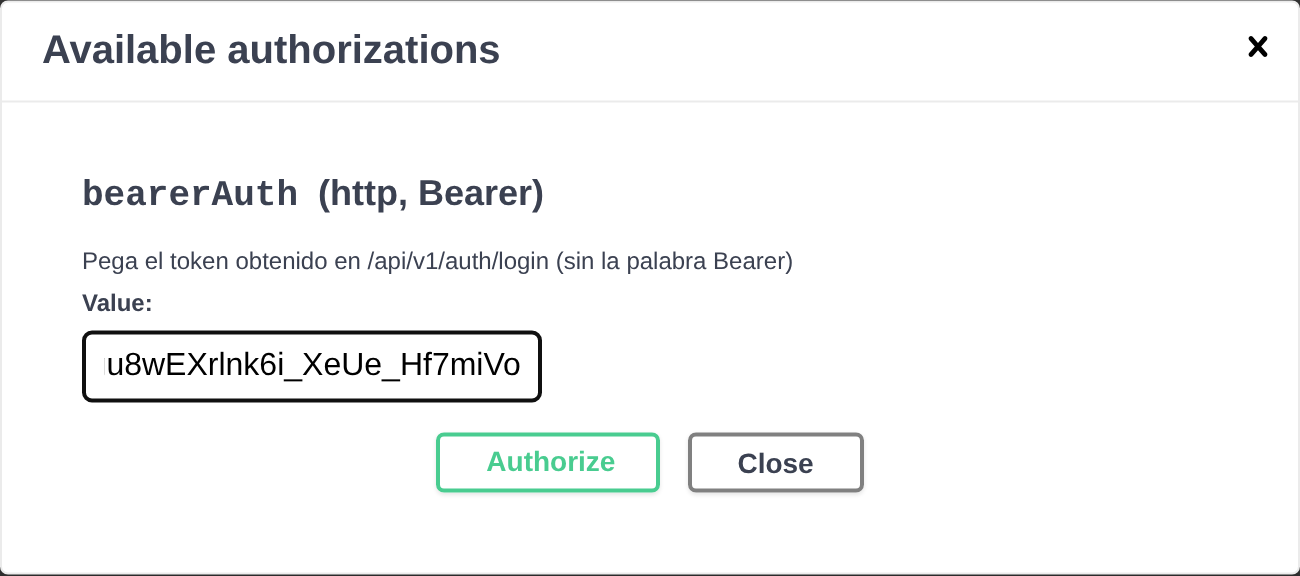 Available authorizations
bearerAuth (http, Bearer)
Pega el token obtenido en /api/v1/auth/login (sin la palabra Bearer)
Value:
u8wEXrlnk6i_XeUe_Hf7miVo
Authorize
Close